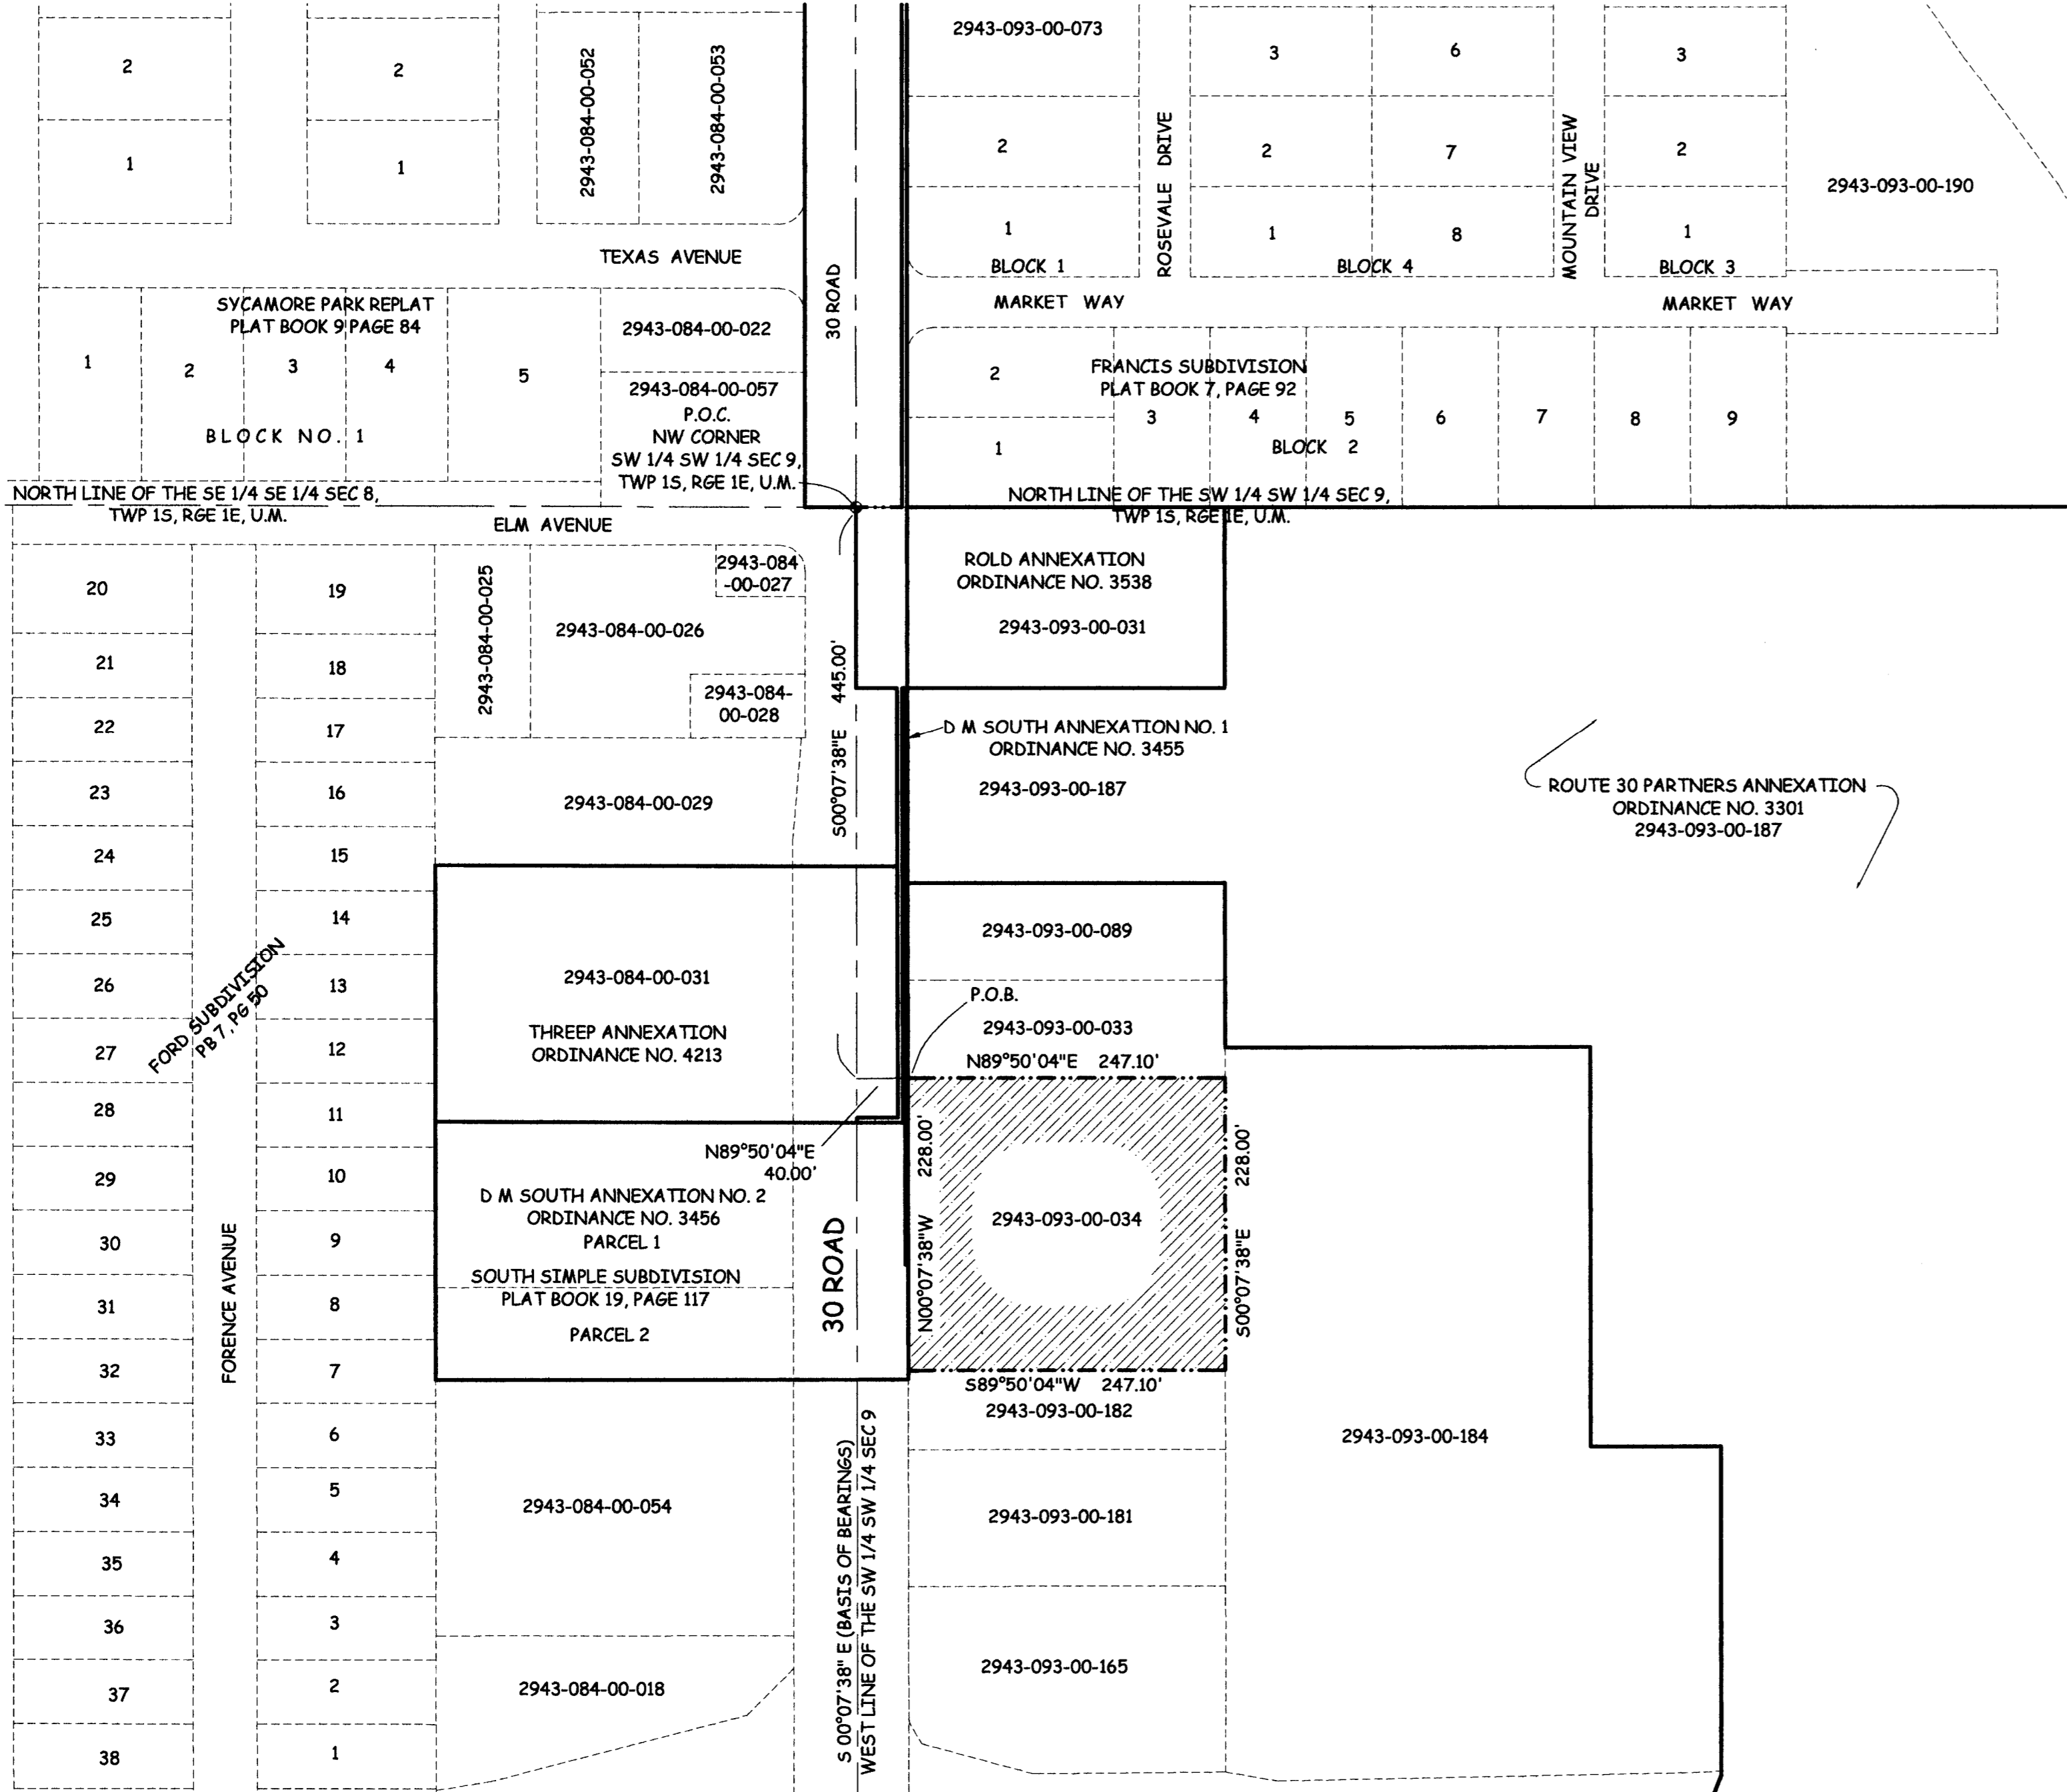 2
2
2943-084-00-052
2943-084-00-053
1
1
TEXAS AVENUE
SYCAMORE PARK REPLAT
PLAT BOOK 9 PAGE 84
1
2
3
4
5
BLOCK NO. 1
2943-084-00-022
2943-084-00-057
P.O.C.
NW CORNER
SW 1/4 SW 1/4 SEC 9,
TWP 1S, RGE 1E, U.M.
30 ROAD
2943-093-00-073
2
1
BLOCK 1
ROSEVALE DRIVE
3
6
2
7
1
8
BLOCK 4
MOUNTAIN VIEW
DRIVE
3
2
1
BLOCK 3
2943-093-00-190
MARKET WAY
MARKET WAY
FRANCIS SUBDIVISION
PLAT BOOK 7, PAGE 92
2
1
3
4
5
6
7
8
9
BLOCK 2
NORTH LINE OF THE SE 1/4 SE 1/4 SEC 8,
TWP 1S, RGE 1E, U.M.
NORTH LINE OF THE SW 1/4 SW 1/4 SEC 9,
TWP 1S, RGE 1E, U.M.
ELM AVENUE
20
21
22
23
24
25
26
27
28
29
30
31
32
33
34
35
36
37
38
FORD SUBDIVISION
PB 7, PG 50
FORENCE AVENUE
19
18
17
16
15
14
13
12
11
10
9
8
7
6
5
4
3
2
1
2943-084-00-025
2943-084-00-026
2943-084
-00-027
2943-084-
00-028
2943-084-00-029
2943-084-00-031
THREEP ANNEXATION
ORDINANCE NO. 4213
N89°50'04"E
40.00'
D M SOUTH ANNEXATION NO. 2
ORDINANCE NO. 3456
PARCEL 1
SOUTH SIMPLE SUBDIVISION
PLAT BOOK 19, PAGE 117
PARCEL 2
2943-084-00-054
2943-084-00-018
S00°07'38"E 445.00'
30 ROAD
S 00°07'38" E (BASIS OF BEARINGS)
WEST LINE OF THE SW 1/4 SW 1/4 SEC 9
ROLD ANNEXATION
ORDINANCE NO. 3538
2943-093-00-031
D M SOUTH ANNEXATION NO. 1
ORDINANCE NO. 3455
2943-093-00-187
ROUTE 30 PARTNERS ANNEXATION
ORDINANCE NO. 3301
2943-093-00-187
2943-093-00-089
P.O.B.
2943-093-00-033
N89°50'04"E 247.10'
N00°07'38"W 228.00'
2943-093-00-034
S00°07'38"E 228.00'
S89°50'04"W 247.10'
2943-093-00-182
2943-093-00-181
2943-093-00-165
2943-093-00-184